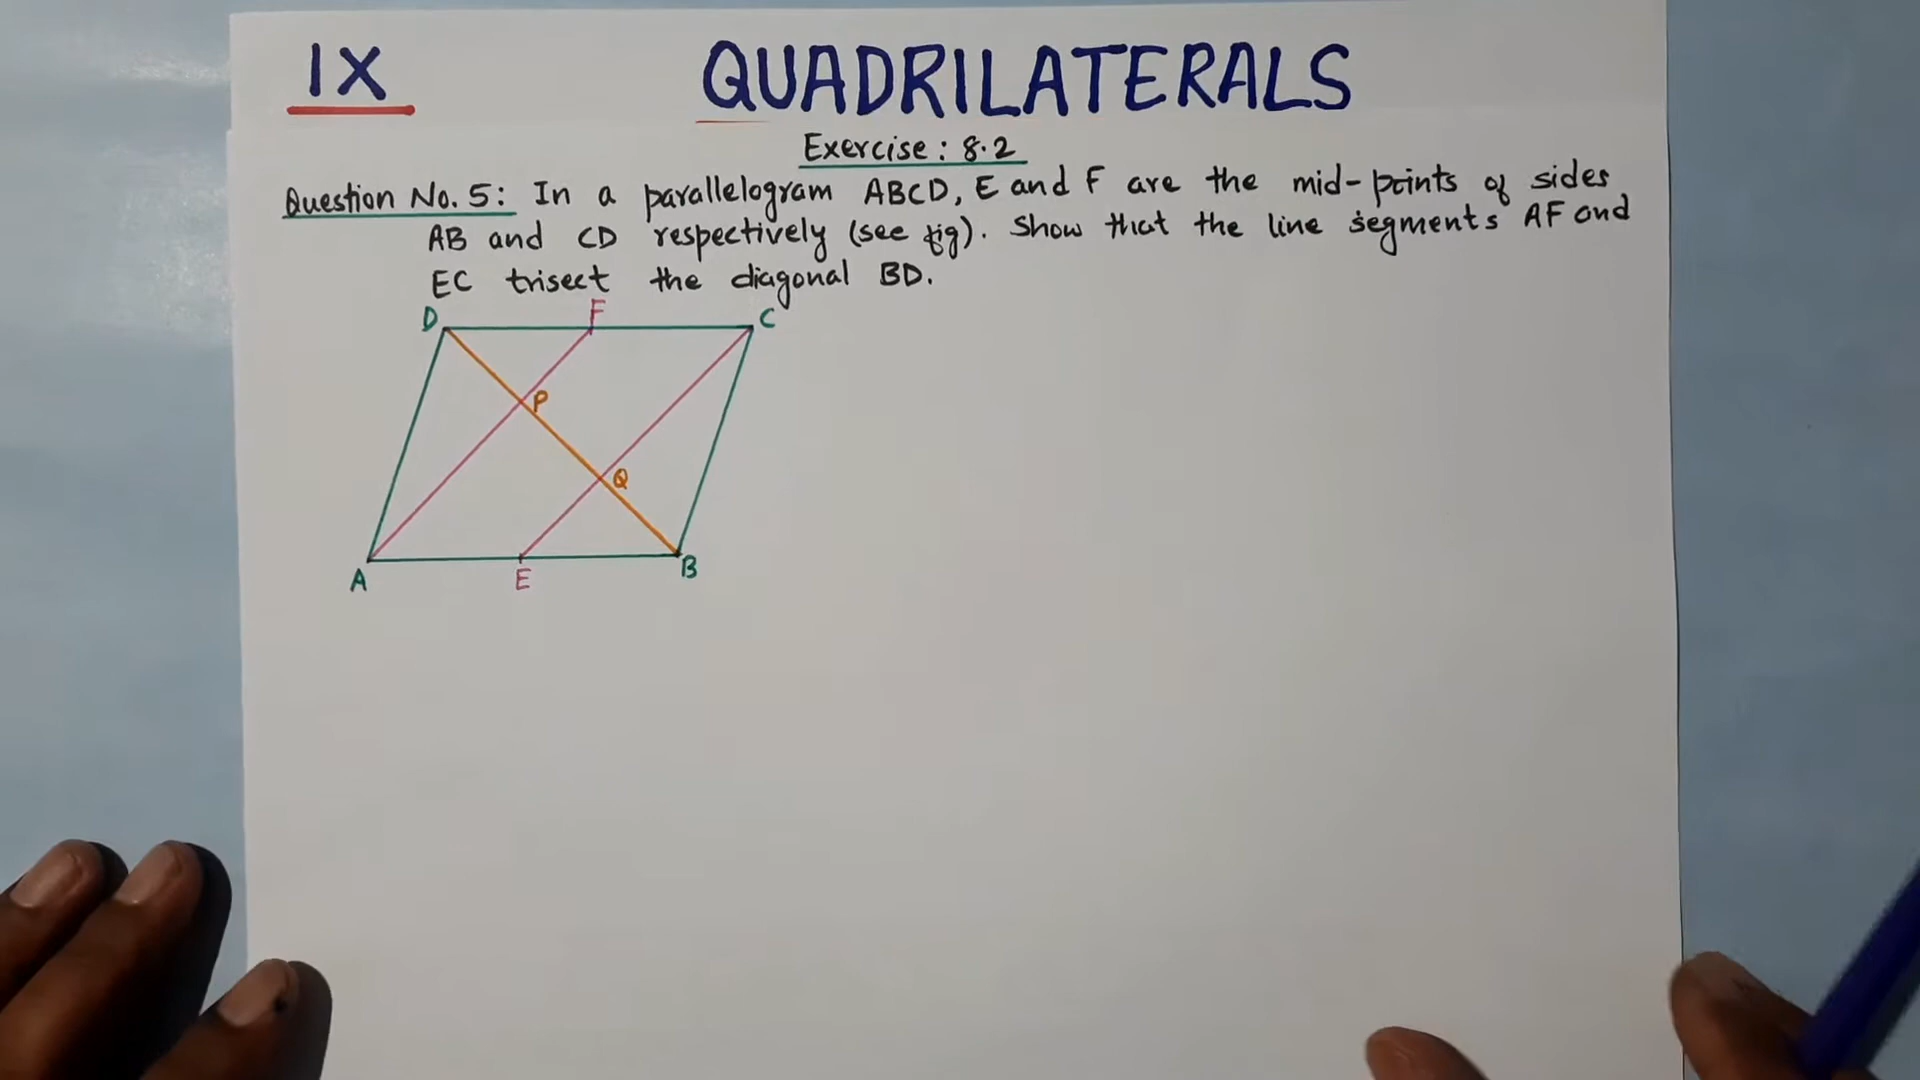 IX QUADRILATERALS
Exercise: 8.2
Question No. 5: In a parallelogram ABCD, E and F are the mid-points of sides
AB and CD respectively (see fig). Show that the line segments AF and
EC trisect the diagonal BD.
D F C
P
Q
A E B